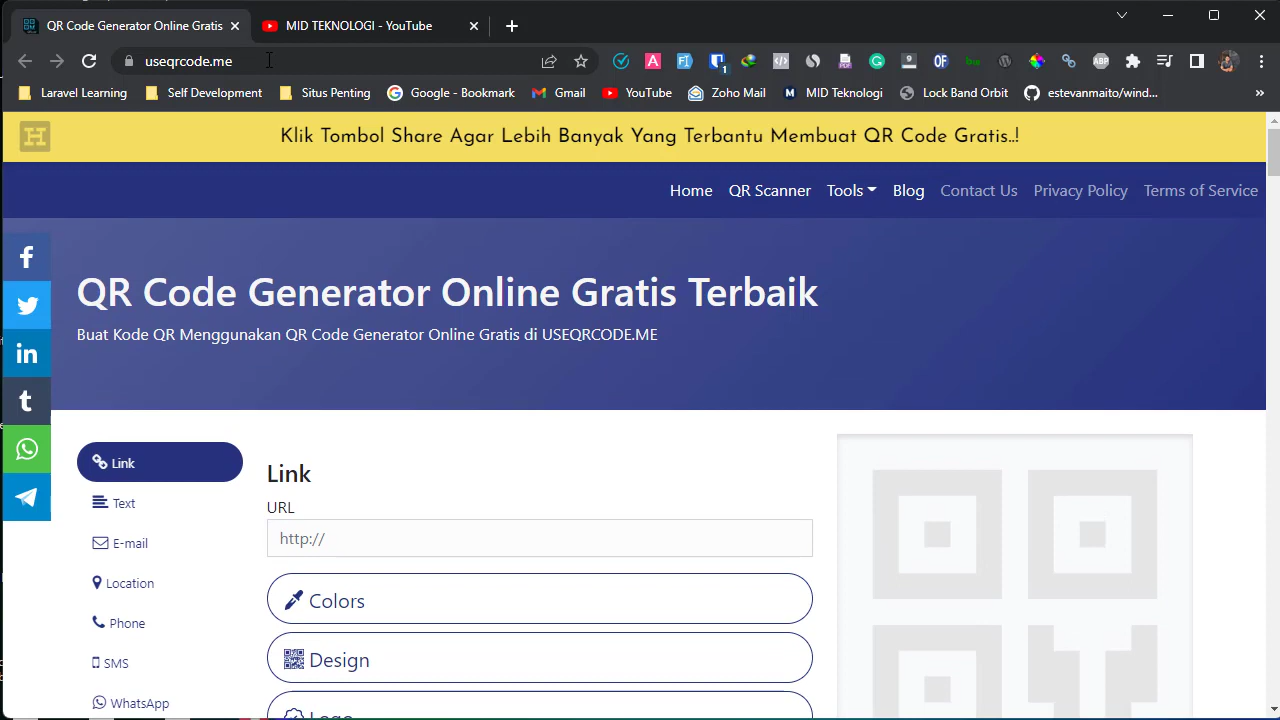 QR Code Generator Online Gratis
MID TEKNOLOGI - YouTube
useqrcode.me
Laravel Learning
Self Development
Situs Penting
Google - Bookmark
Gmail
YouTube
Zoho Mail
MID Teknologi
Lock Band Orbit
estevanmaito/wind...
Klik Tombol Share Agar Lebih Banyak Yang Terbantu Membuat QR Code Gratis..!
Home
QR Scanner
Tools
Blog
Contact Us
Privacy Policy
Terms of Service
QR Code Generator Online Gratis Terbaik
Buat Kode QR Menggunakan QR Code Generator Online Gratis di USEQRCODE.ME
Link
Text
E-mail
Location
Phone
SMS
WhatsApp
Link
URL
http://
Colors
Design
Logo